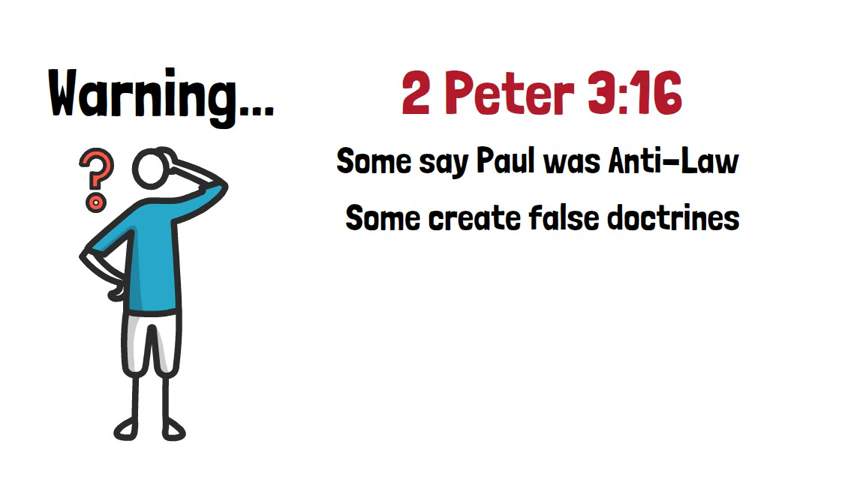 Warning...
2 Peter 3:16
Some say Paul was Anti-Law
Some create false doctrines
?